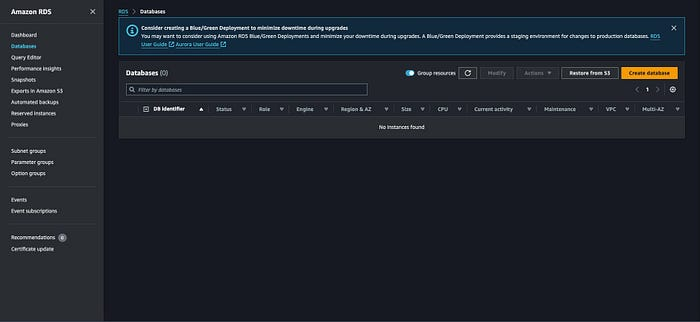 Amazon RDS
Dashboard
Databases
Query Editor
Performance insights
Snapshots
Exports in Amazon S3
Automated backups
Reserved instances
Proxies
Subnet groups
Parameter groups
Option groups
Events
Event subscriptions
Recommendations 0
Certificate update
RDS > Databases
Consider creating a Blue/Green Deployment to minimize downtime during upgrades
You may want to consider using Amazon RDS Blue/Green Deployments and minimize your downtime during upgrades. A Blue/Green Deployment provides a staging environment for changes to production databases. RDS
User Guide Aurora User Guide
Databases (0)
Group resources
Modify
Actions
Restore from S3
Create database
Filter by databases
1
DB identifier
Status
Role
Engine
Region & AZ
Size
CPU
Current activity
Maintenance
VPC
Multi-AZ
No instances found